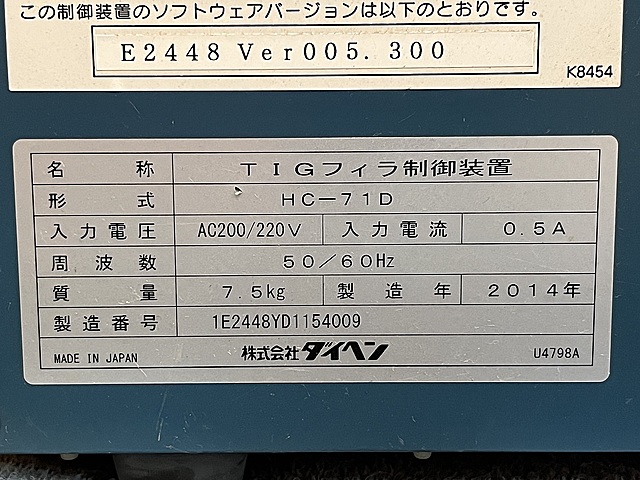 この制御装置のソフトウェアバージョンは以下のとおりです。
E2448 Ver005.300
K8454
名称 TIGフィラ制御装置
形式 HC-71D
入力電圧 AC200/220V 入力電流 0.5A
周波数 50/60Hz
質量 7.5kg 製造年 2014年
製造番号 1E2448YD1154009
MADE IN JAPAN 株式会社ダイヘン U4798A